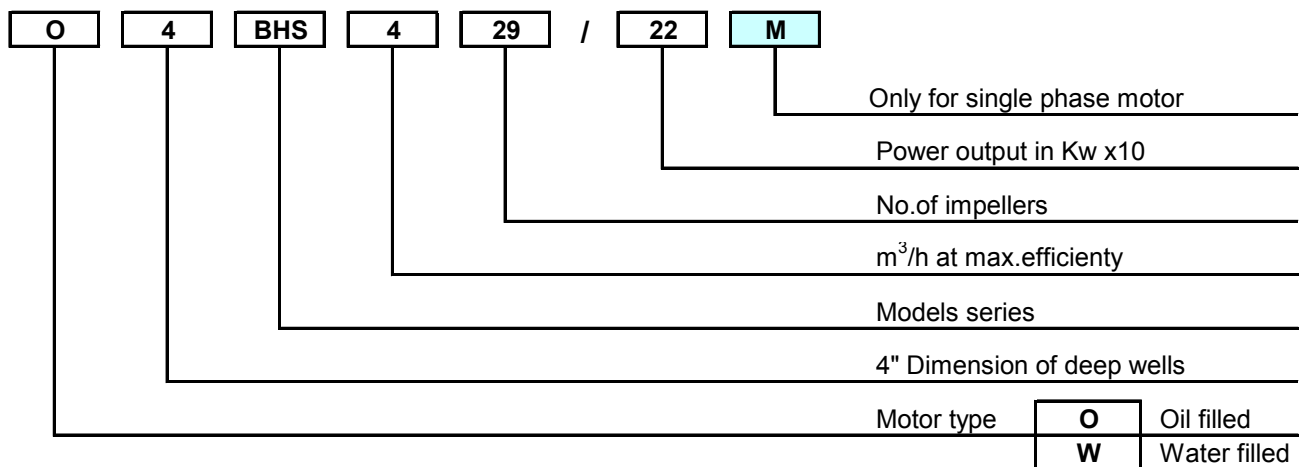 O 4 BHS 4 29 / 22 M
Only for single phase motor
Power output in Kw x10
No.of impellers
m³/h at max.efficienty
Models series
4" Dimension of deep wells
Motor type O Oil filled
W Water filled